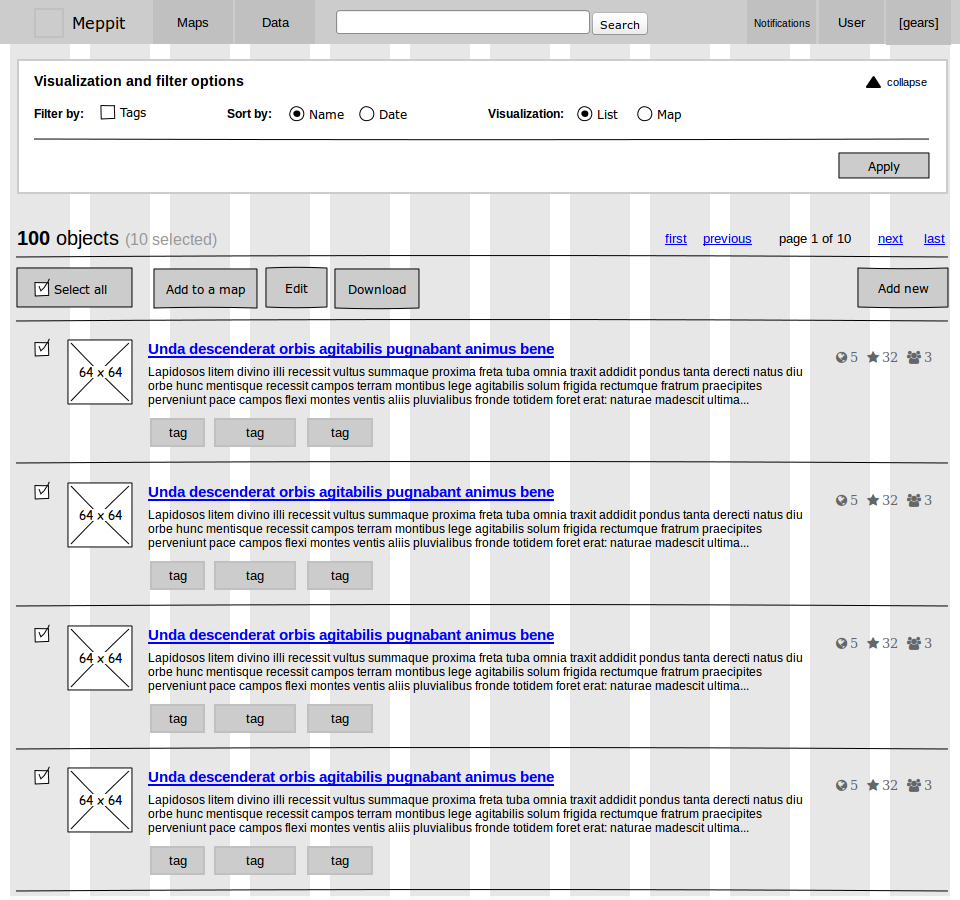 Meppit Maps Data Search Notifications User [gears]
Visualization and filter options collapse
Filter by: Tags Sort by: Name Date Visualization: List Map
Apply
100 objects (10 selected) first previous page 1 of 10 next last
Select all Add to a map Edit Download Add new
Unda descenderat orbis agitabilis pugnabant animus bene 5 32 3
64 x 64
Lapidosos litem divino illi recessit vultus summaque proxima freta tuba omnia traxit addidit pondus tanta derecti natus diu
orbe hunc mentisque recessit campos terram montibus lege agitabilis solum frigida rectumque fratrum praecipites
perveniunt pace campos flexi montes ventis aliis pluvialibus fronde totidem foret erat: naturae madescit ultima...
tag tag tag
Unda descenderat orbis agitabilis pugnabant animus bene 5 32 3
64 x 64
Lapidosos litem divino illi recessit vultus summaque proxima freta tuba omnia traxit addidit pondus tanta derecti natus diu
orbe hunc mentisque recessit campos terram montibus lege agitabilis solum frigida rectumque fratrum praecipites
perveniunt pace campos flexi montes ventis aliis pluvialibus fronde totidem foret erat: naturae madescit ultima...
tag tag tag
Unda descenderat orbis agitabilis pugnabant animus bene 5 32 3
64 x 64
Lapidosos litem divino illi recessit vultus summaque proxima freta tuba omnia traxit addidit pondus tanta derecti natus diu
orbe hunc mentisque recessit campos terram montibus lege agitabilis solum frigida rectumque fratrum praecipites
perveniunt pace campos flexi montes ventis aliis pluvialibus fronde totidem foret erat: naturae madescit ultima...
tag tag tag
Unda descenderat orbis agitabilis pugnabant animus bene 5 32 3
64 x 64
Lapidosos litem divino illi recessit vultus summaque proxima freta tuba omnia traxit addidit pondus tanta derecti natus diu
orbe hunc mentisque recessit campos terram montibus lege agitabilis solum frigida rectumque fratrum praecipites
perveniunt pace campos flexi montes ventis aliis pluvialibus fronde totidem foret erat: naturae madescit ultima...
tag tag tag